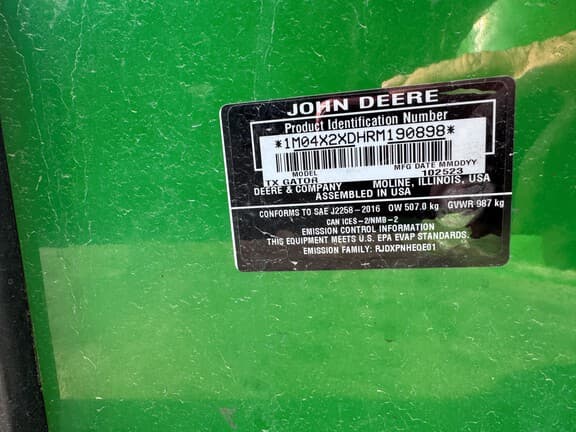 JOHN DEERE
Product Identification Number
*1M04X2XDHRM190898*
MODEL MFG DATE MMDDYY
TX GATOR 102523
DEERE & COMPANY MOLINE, ILLINOIS, USA
ASSEMBLED IN USA
CONFORMS TO SAE J2258-2016 OW 507.0 kg GVWR 987 kg
CAN ICES-2/NMB-2
EMISSION CONTROL INFORMATION
THIS EQUIPMENT MEETS U.S. EPA EVAP STANDARDS.
EMISSION FAMILY: RJDXPNHEQE01